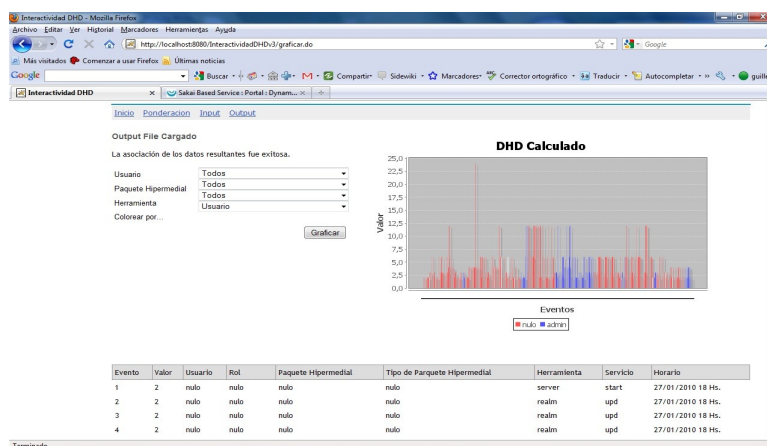 Interactividad DHD - Mozilla Firefox
Archivo Editar Ver Historial Marcadores Herramientas Ayuda
http://localhost:8080/InteractividadDHDv3/graficar.do
Google
Más visitados Comenzar a usar Firefox Últimas noticias
Google Buscar Compartir Sidewiki Marcadores Corrector ortográfico Traducir Autocompletar » guille
Interactividad DHD Sakai Based Service : Portal : Dynam...
Inicio Ponderacion Input Output
Output File Cargado
La asociación de los datos resultantes fue exitosa.
Usuario Todos
Paquete Hipermedial Todos
Herramienta Todos
Colorear por... Usuario
Graficar
DHD Calculado
Valor
25,0
22,5
20,0
17,5
15,0
12,5
10,0
7,5
5,0
2,5
0,0
Eventos
nulo admin
Evento Valor Usuario Rol Paquete Hipermedial Tipo de Parquete Hipermedial Herramienta Servicio Horario
1 2 nulo nulo nulo nulo server start 27/01/2010 18 Hs.
2 2 nulo nulo nulo nulo realm upd 27/01/2010 18 Hs.
3 2 nulo nulo nulo nulo realm upd 27/01/2010 18 Hs.
4 2 nulo nulo nulo nulo realm upd 27/01/2010 18 Hs.
Terminado